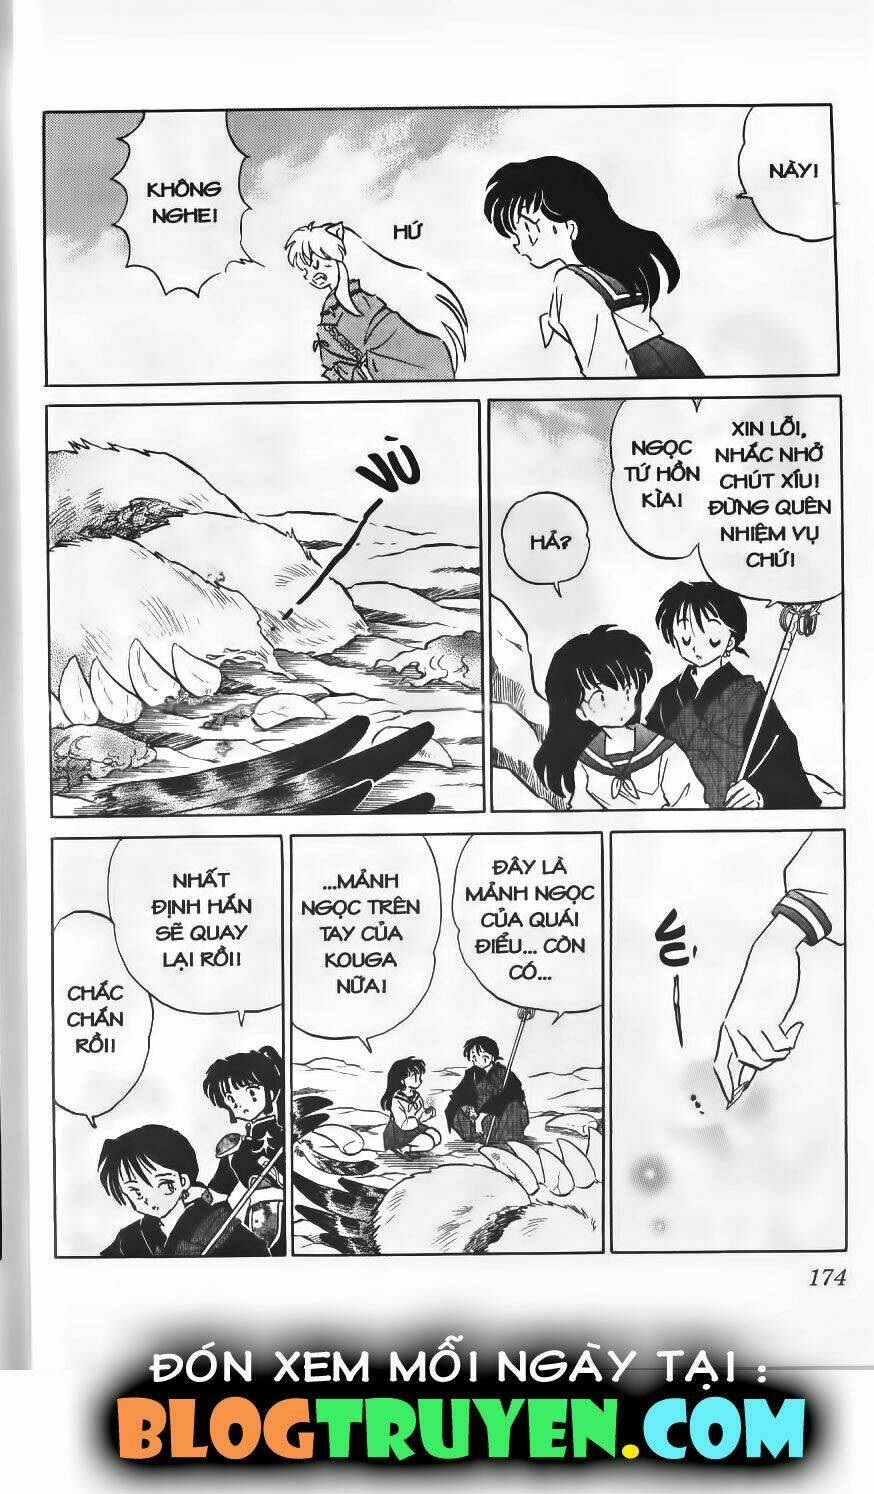 NÀY!
HỨ
KHÔNG
NGHE!
XIN LỖI,
NHẮC NHỞ
CHÚT XÍU!
ĐỪNG QUÊN
NHIỆM VỤ
CHỨ!
NGỌC
TỨ HỒN
KÌA!
HẢ?
VÙ
VÙ
ĐÂY LÀ
MẢNH NGỌC
CỦA QUÁI
ĐIỂU... CÒN
CÓ...
...MẢNH
NGỌC TRÊN
TAY CỦA
KOUGA
NỮA!
NHẤT
ĐỊNH HẮN
SẼ QUAY
LẠI RỒI!
CHẮC
CHẮN
RỒI!
174
ĐÓN XEM MỖI NGÀY TẠI :
BLOGTRUYEN.COM